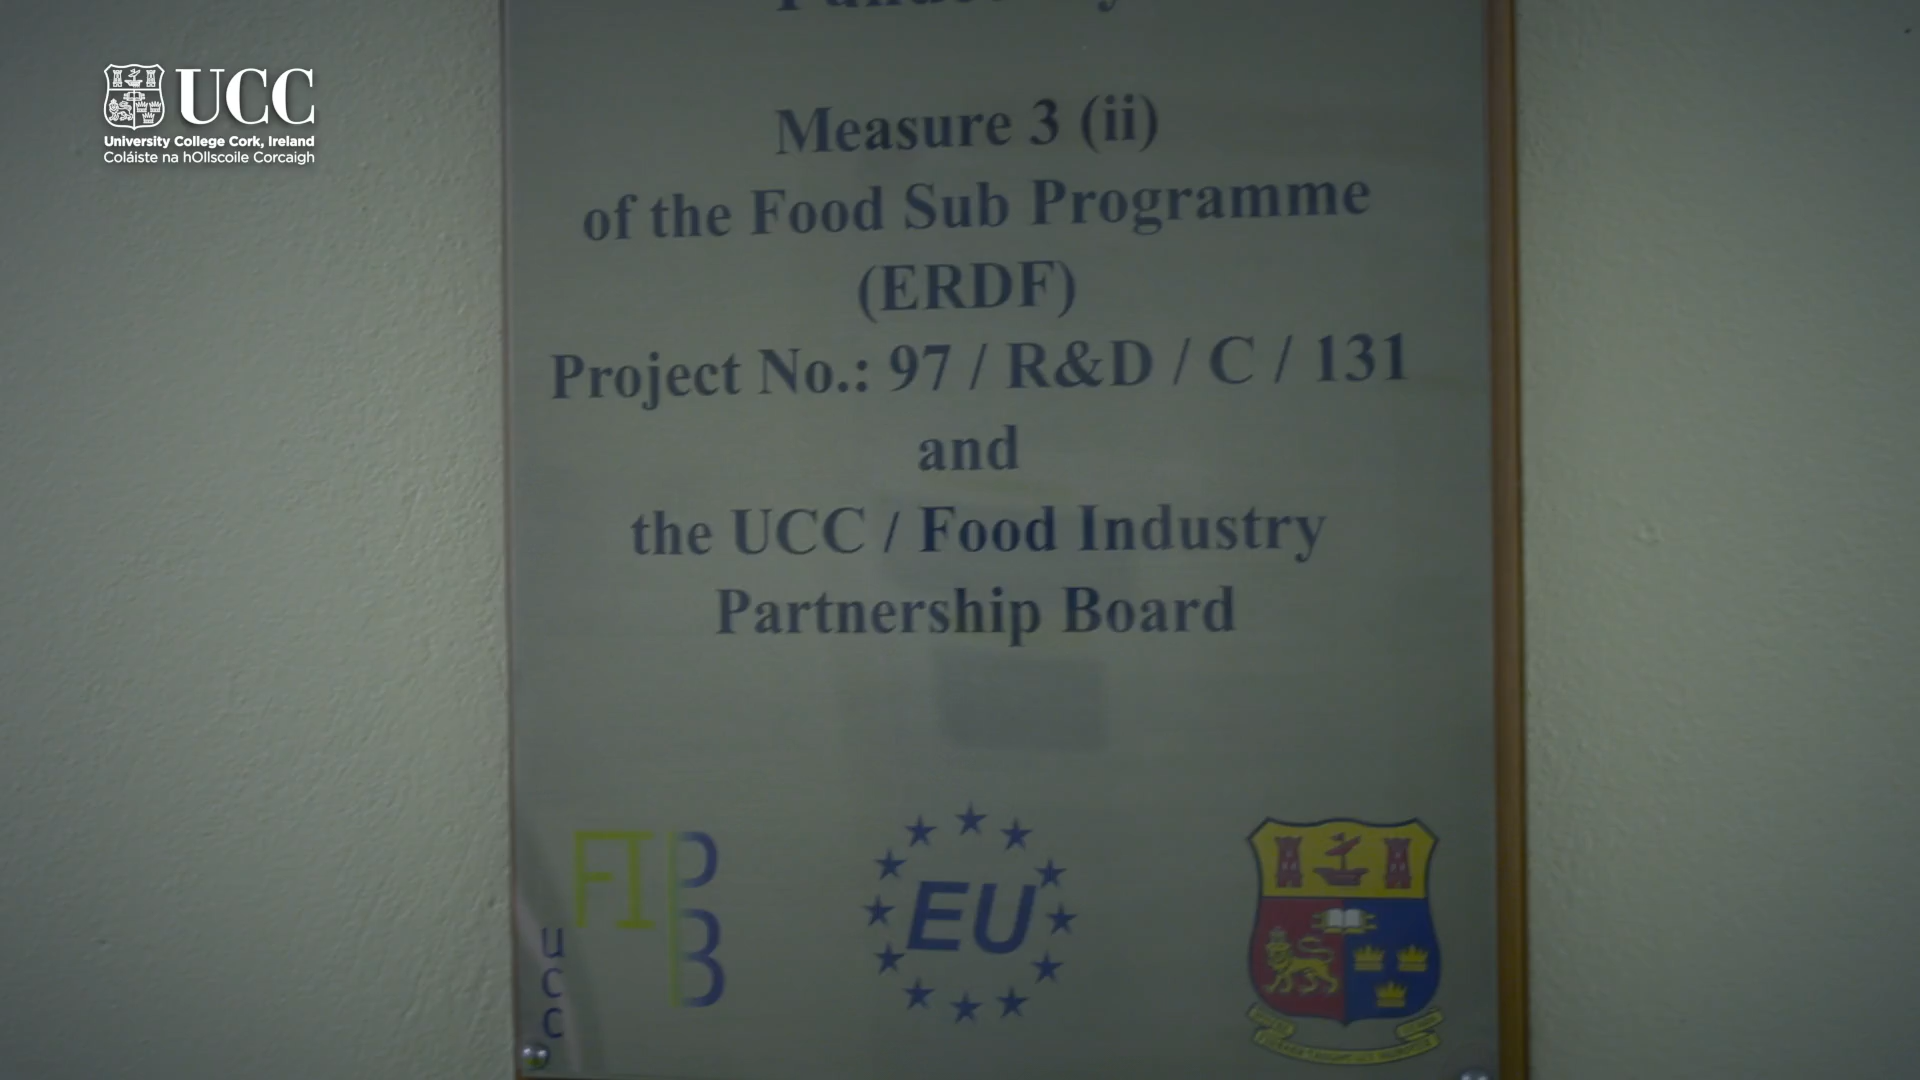 UCC
University College Cork, Ireland
Coláiste na hOllscoile Corcaigh
Measure 3 (ii)
of the Food Sub Programme
(ERDF)
Project No.: 97 / R&D / C / 131
and
the UCC / Food Industry
Partnership Board
FIPB
ucc
EU